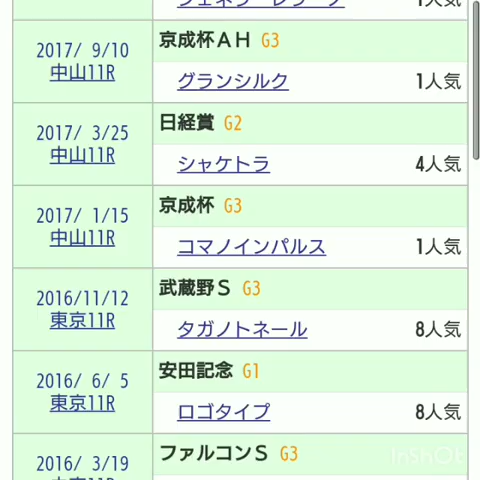 1人気
2017/ 9/10
中山11R
京成杯ＡＨ G3
グランシルク
1人気
2017/ 3/25
中山11R
日経賞 G2
シャケトラ
4人気
2017/ 1/15
中山11R
京成杯 G3
コマノインパルス
1人気
2016/11/12
東京11R
武蔵野Ｓ G3
タガノトネール
8人気
2016/ 6/ 5
東京11R
安田記念 G1
ロゴタイプ
8人気
2016/ 3/19
ファルコンＳ G3
InShOt